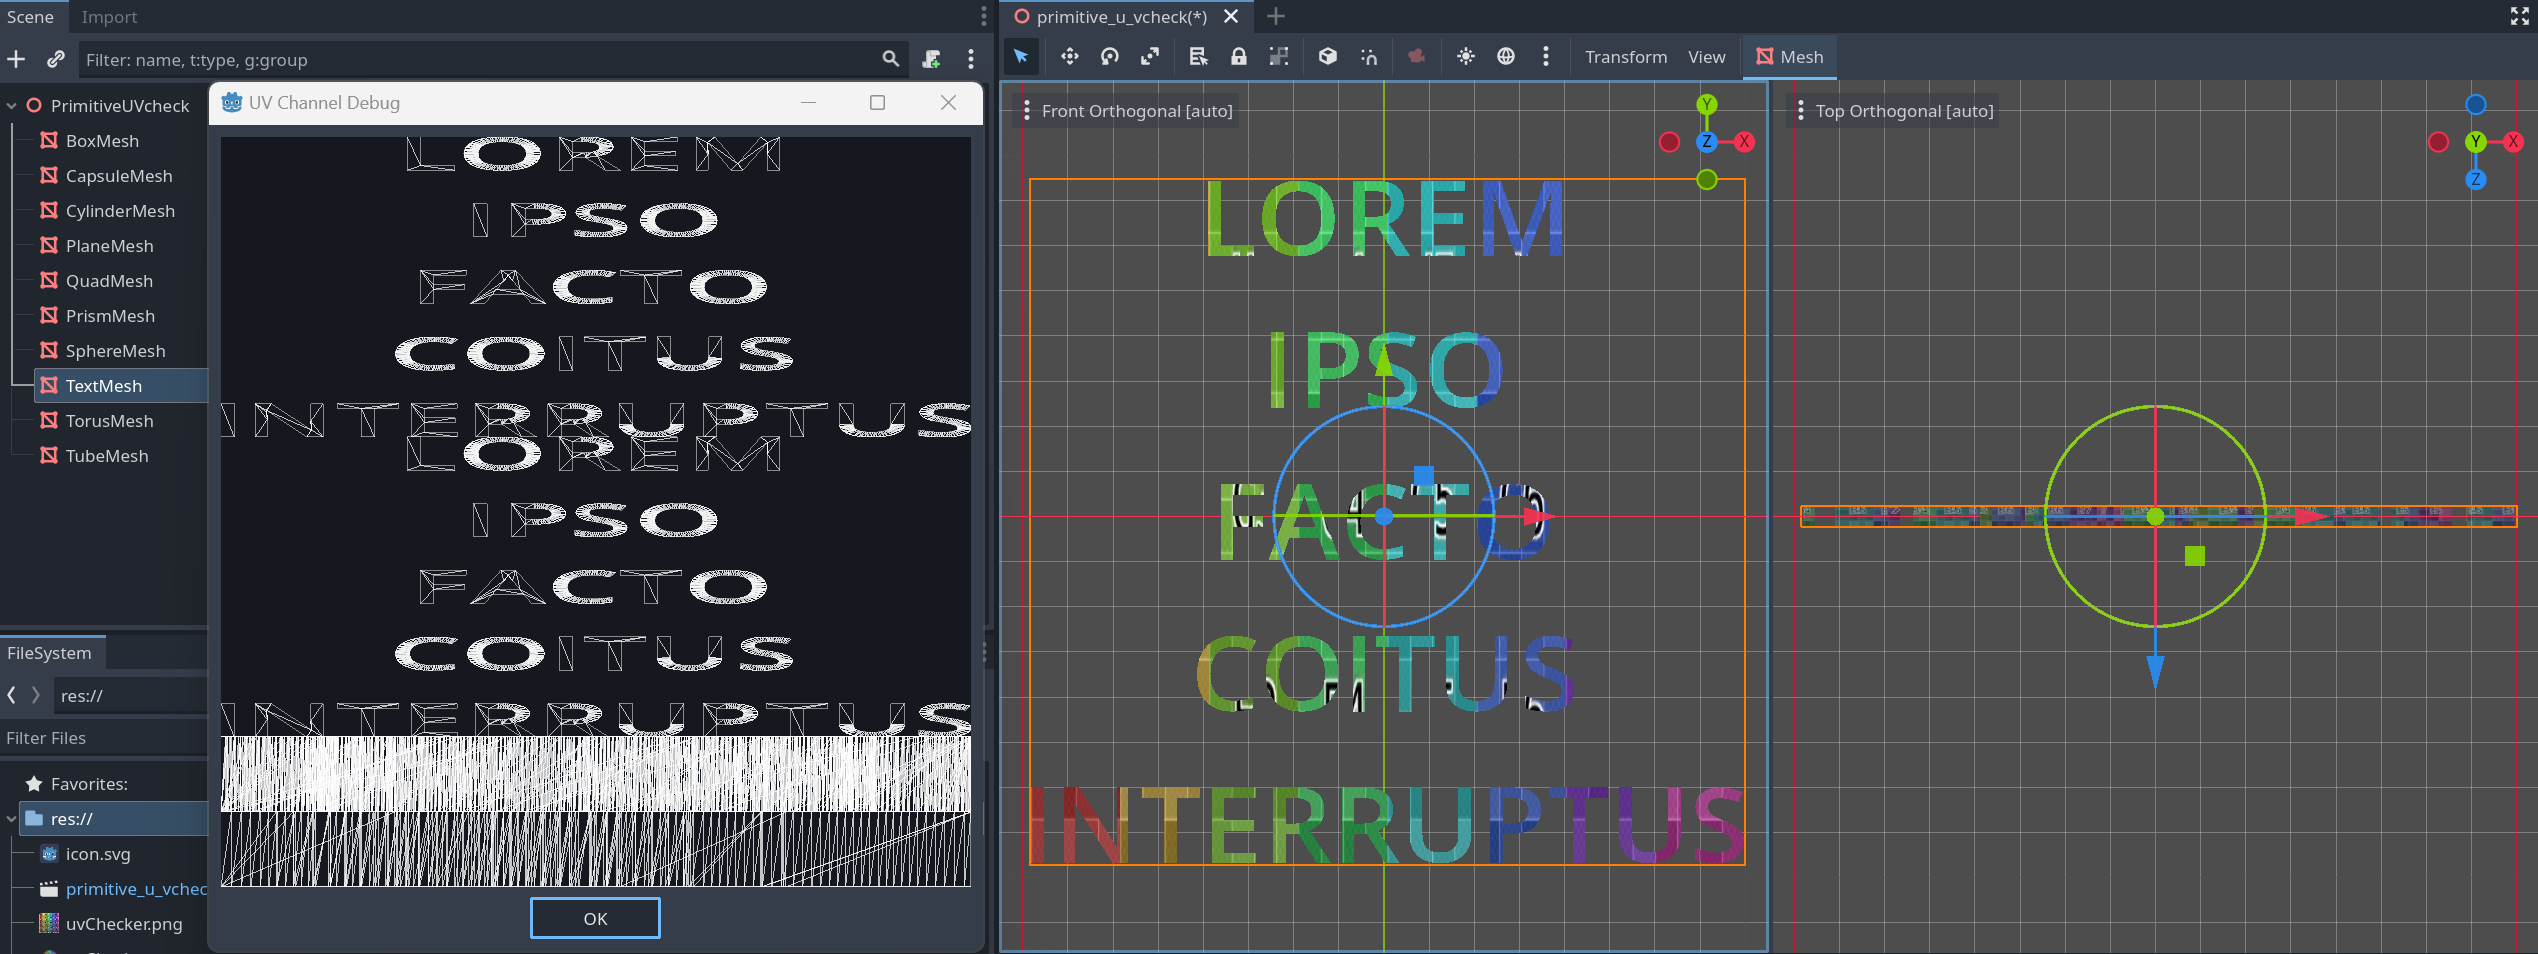 Scene
Import
primitive_u_vcheck(*)
Filter: name, t:type, g:group
Transform
View
Mesh
PrimitiveUVcheck
BoxMesh
CapsuleMesh
CylinderMesh
PlaneMesh
QuadMesh
PrismMesh
SphereMesh
TextMesh
TorusMesh
TubeMesh
UV Channel Debug
LOREM
IPSO
FACTO
COITUS
INTERRUPTUS
LOREM
IPSO
FACTO
COITUS
INTERRUPTUS
OK
Front Orthogonal [auto]
Y
Z
X
LOREM
IPSO
FACTO
COITUS
INTERRUPTUS
Top Orthogonal [auto]
Y
X
Z
FileSystem
res://
Filter Files
Favorites:
res://
icon.svg
primitive_u_vchec
uvChecker.png